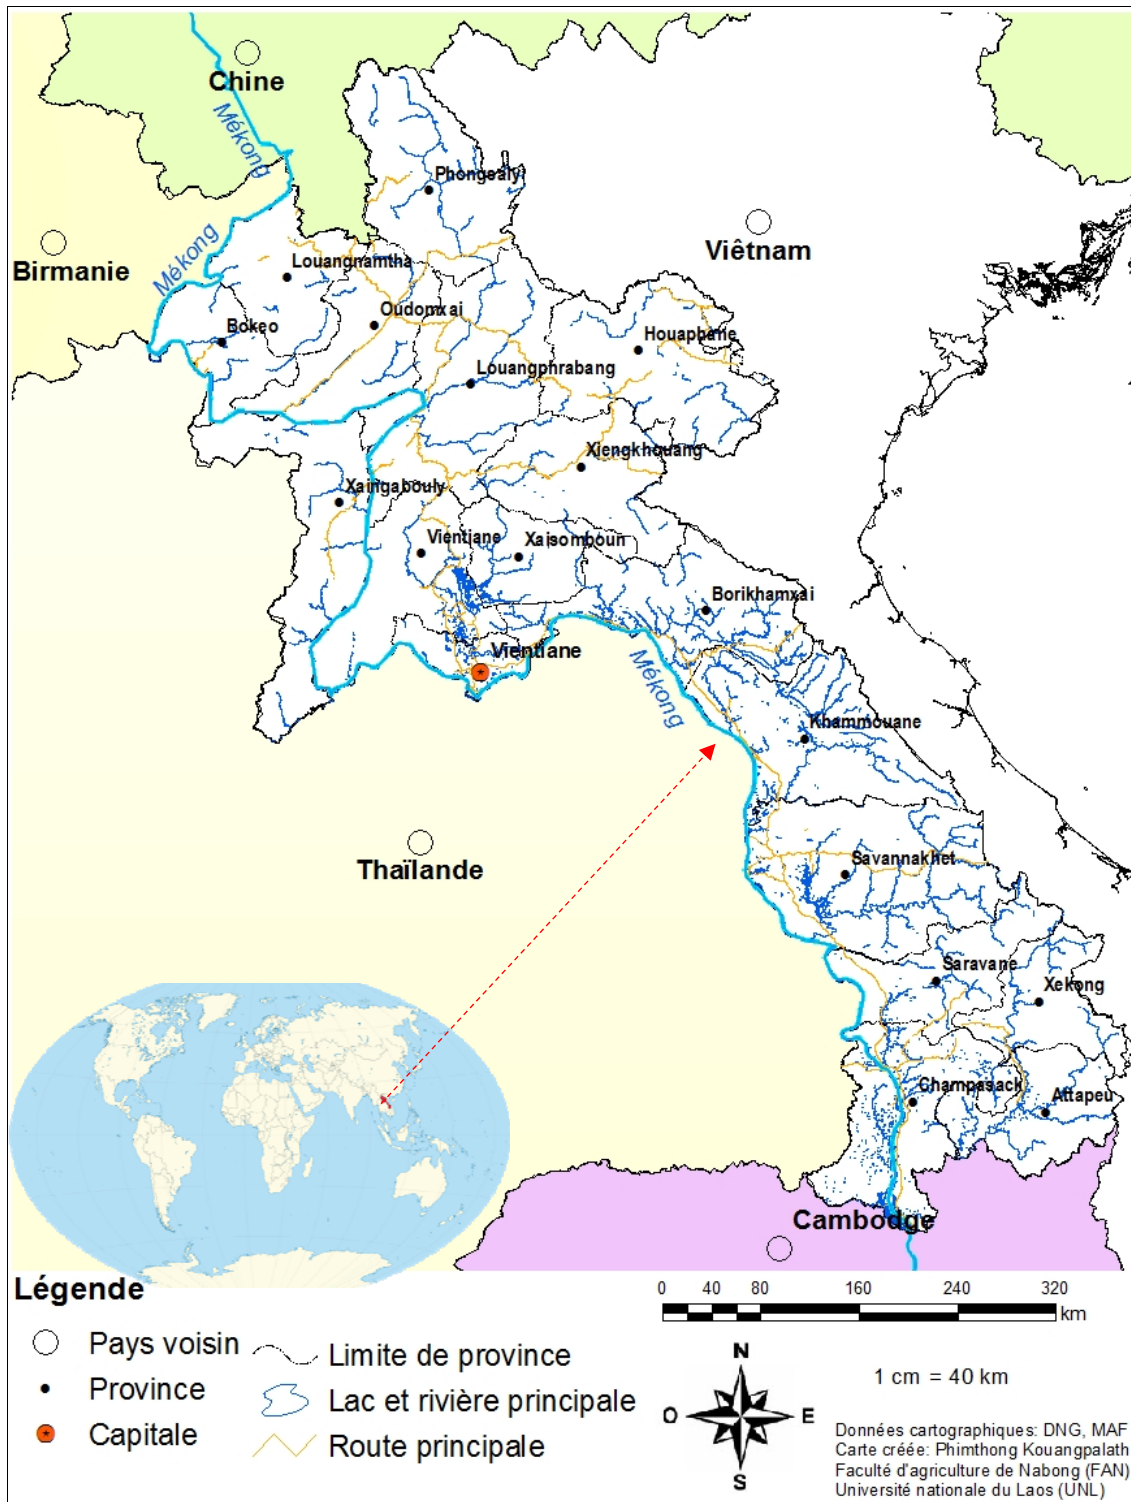 Chine
Mékong
Phongsaly
Viêtnam
Birmanie
Mékong
Louangnamtha
Oudomxai
Bokeo
Houaphane
Louangphrabang
Xiengkhouang
Xaingabouly
Vientiane
Xaisomboun
Borikhamxai
Vientiane
Mékong
Khammouane
Thaïlande
Savannakhet
Saravane
Xekong
Champasack
Attapeu
Cambodge
Légende
Pays voisin
Province
Capitale
Limite de province
Lac et rivière principale
Route principale
0 40 80 160 240 320
km
N
O E
S
1 cm = 40 km
Données cartographiques: DNG, MAF
Carte créée: Phimthong Kouangpalath
Faculté d'agriculture de Nabong (FAN)
Université nationale du Laos (UNL)